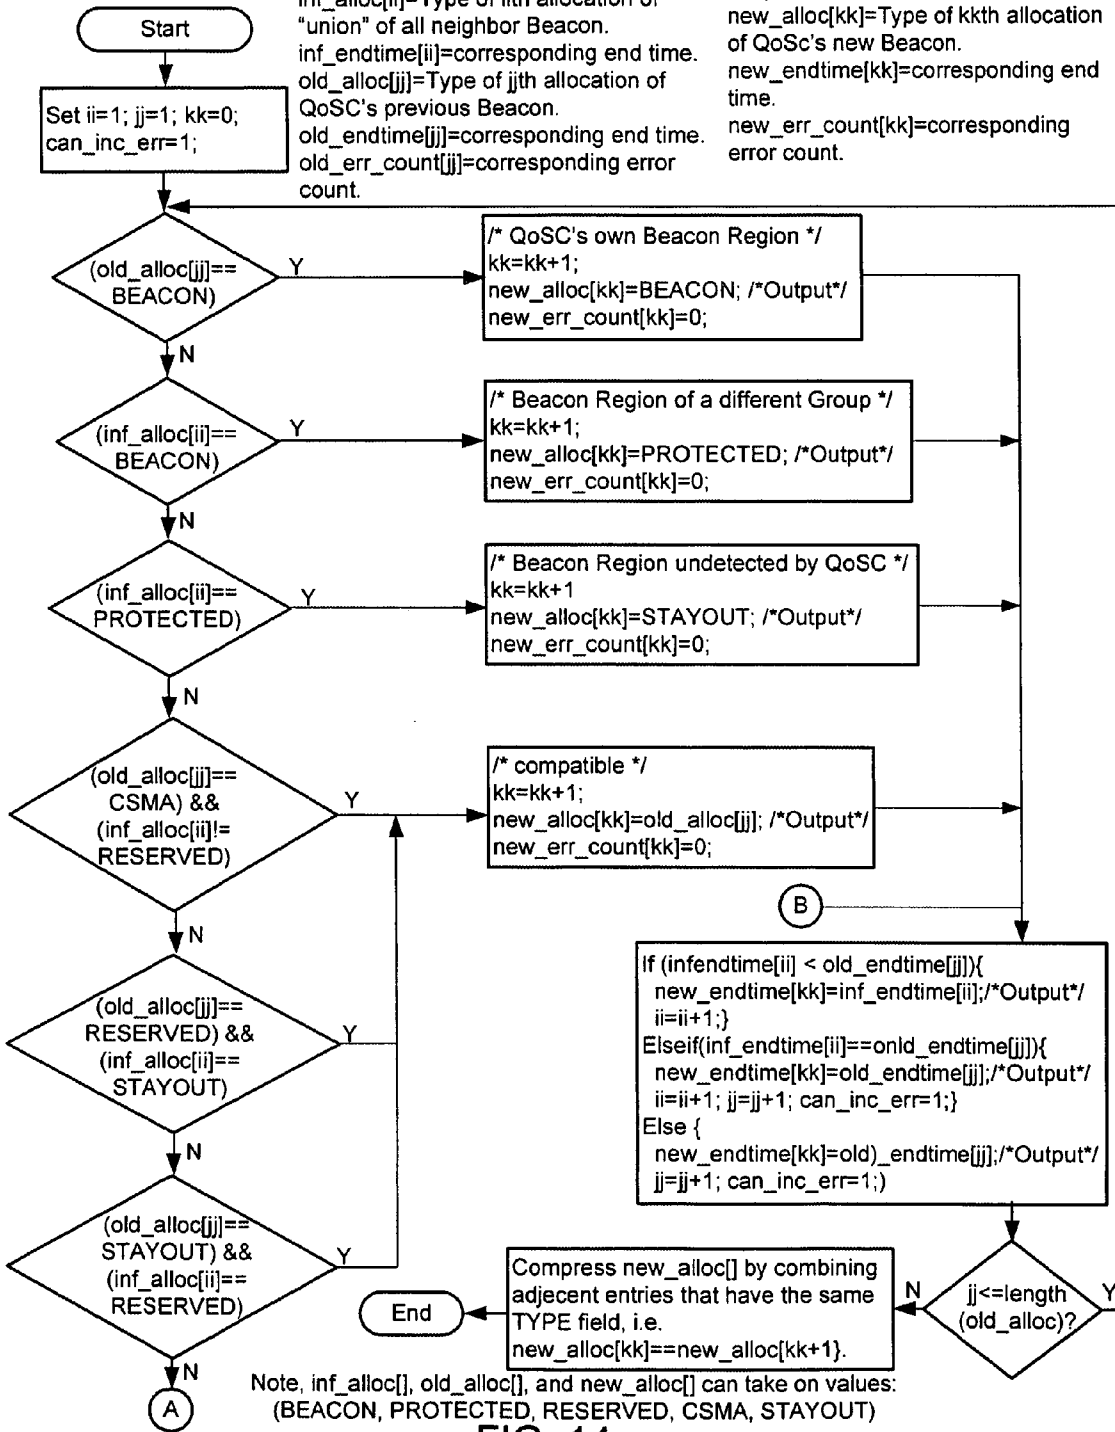 Start
inf_alloc[ii]=Type of iith allocation of
"union" of all neighbor Beacon.
inf_endtime[ii]=corresponding end time.
old_alloc[jj]=Type of jjth allocation of
QoSC's previous Beacon.
old_endtime[jj]=corresponding end time.
old_err_count[jj]=corresponding error
count.
new_alloc[kk]=Type of kkth allocation
of QoSc's new Beacon.
new_endtime[kk]=corresponding end
time.
new_err_count[kk]=corresponding
error count.
Set ii=1; jj=1; kk=0;
can_inc_err=1;
(old_alloc[jj]==
BEACON)
Y
/* QoSC's own Beacon Region */
kk=kk+1;
new_alloc[kk]=BEACON; /*Output*/
new_err_count[kk]=0;
N
(inf_alloc[ii]==
BEACON)
Y
/* Beacon Region of a different Group */
kk=kk+1;
new_alloc[kk]=PROTECTED; /*Output*/
new_err_count[kk]=0;
N
(inf_alloc[ii]==
PROTECTED)
Y
/* Beacon Region undetected by QoSC */
kk=kk+1
new_alloc[kk]=STAYOUT; /*Output*/
new_err_count[kk]=0;
N
(old_alloc[jj]==
CSMA) &&
(inf_alloc[ii]!=
RESERVED)
Y
/* compatible */
kk=kk+1;
new_alloc[kk]=old_alloc[jj]; /*Output*/
new_err_count[kk]=0;
N
B
(old_alloc[jj]==
RESERVED) &&
(inf_alloc[ii]==
STAYOUT)
Y
If (infendtime[ii] < old_endtime[jj]){
new_endtime[kk]=inf_endtime[ii];/*Output*/
ii=ii+1;}
Elseif(inf_endtime[ii]==onld_endtime[jj]){
new_endtime[kk]=old_endtime[jj];/*Output*/
ii=ii+1; jj=jj+1; can_inc_err=1;}
Else {
new_endtime[kk]=old)_endtime[jj];/*Output*/
jj=jj+1; can_inc_err=1;)
N
(old_alloc[jj]==
STAYOUT) &&
(inf_alloc[ii]==
RESERVED)
Y
End
Compress new_alloc[] by combining
adjecent entries that have the same
TYPE field, i.e.
new_alloc[kk]==new_alloc[kk+1}.
N
jj<=length
(old_alloc)?
Y
N
A
Note, inf_alloc[], old_alloc[], and new_alloc[] can take on values:
(BEACON, PROTECTED, RESERVED, CSMA, STAYOUT)